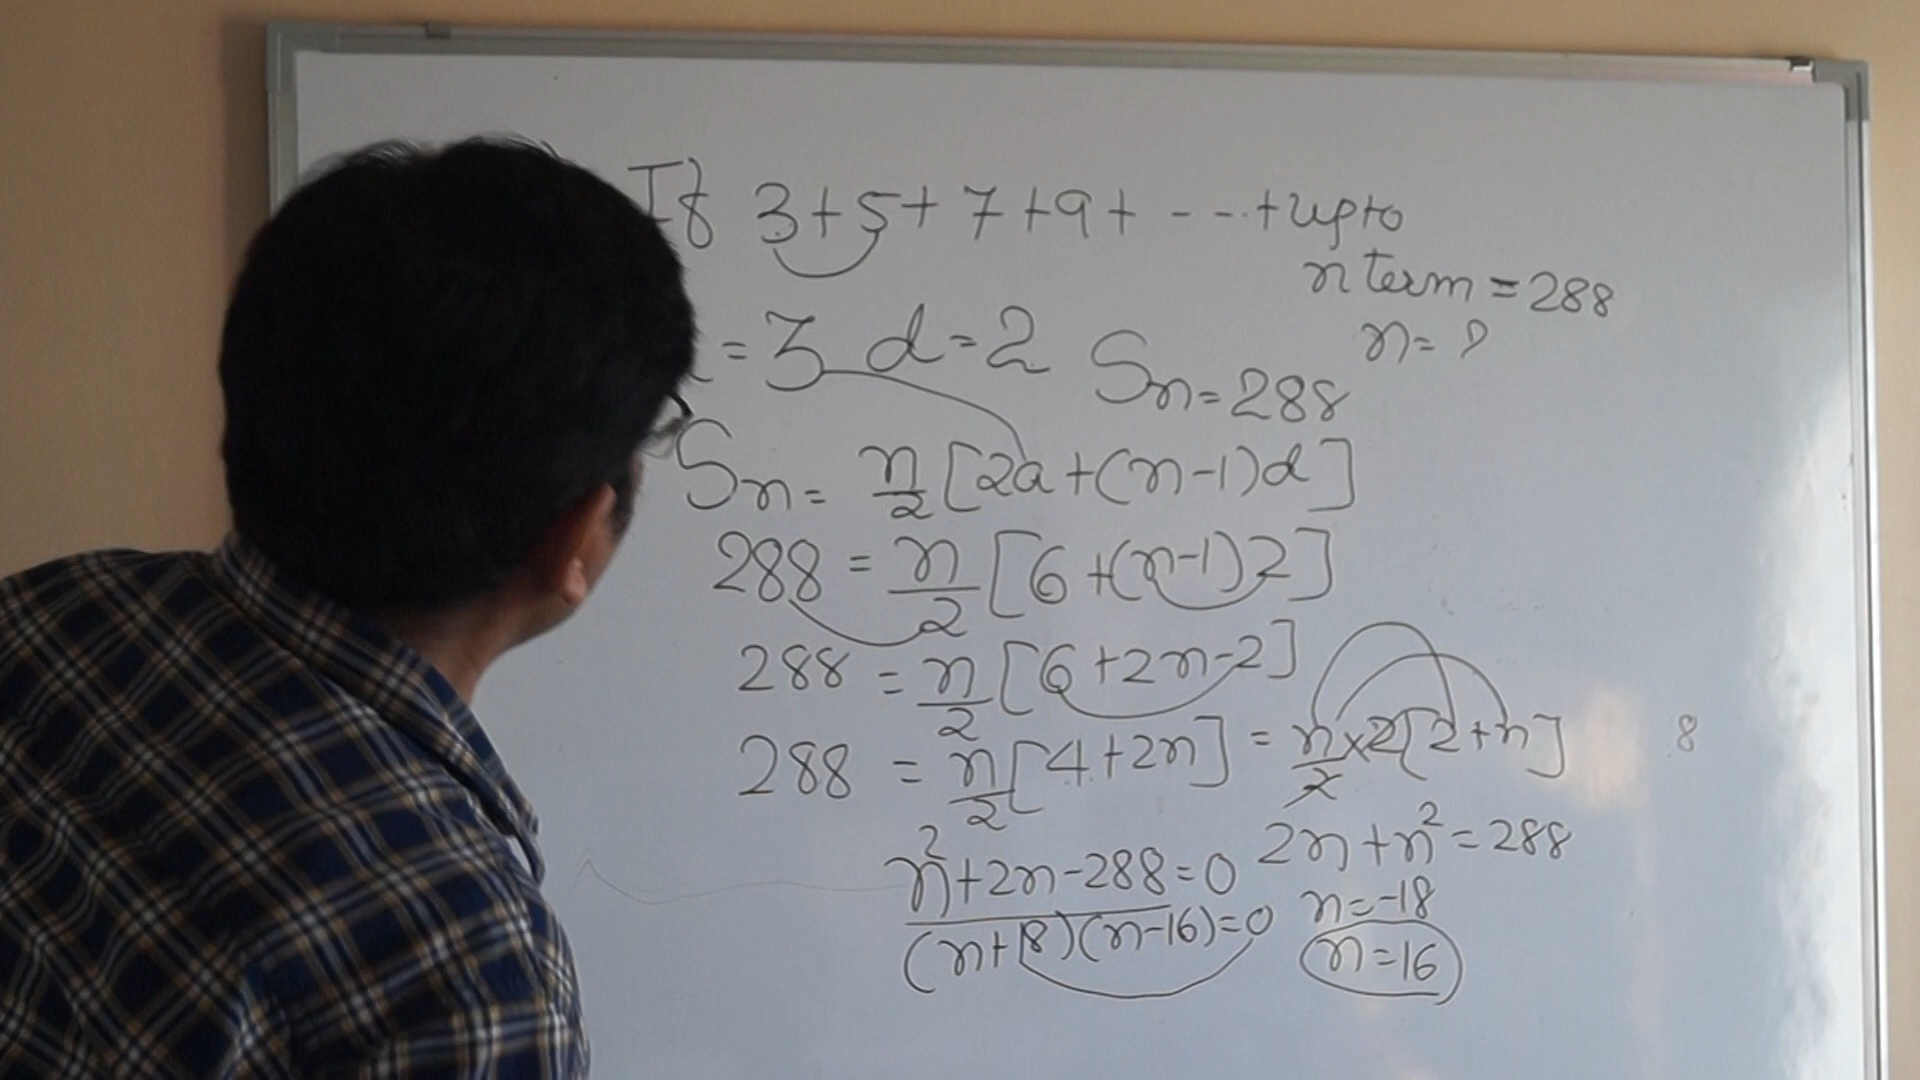 If 3+5+7+9+ - - .. + upto
n term = 288
n = ?
= 3 d = 2 Sn = 288
Sn = n/2 [2a+(n-1)d]
288 = n/2 [6+(n-1)2]
288 = n/2 [6+2n-2]
288 = n/2 [4+2n] = n/2 x2[2+n] 8
2n+n² = 288
n²+2n-288=0
n=-18
(n+18)(n-16)=0
n=16